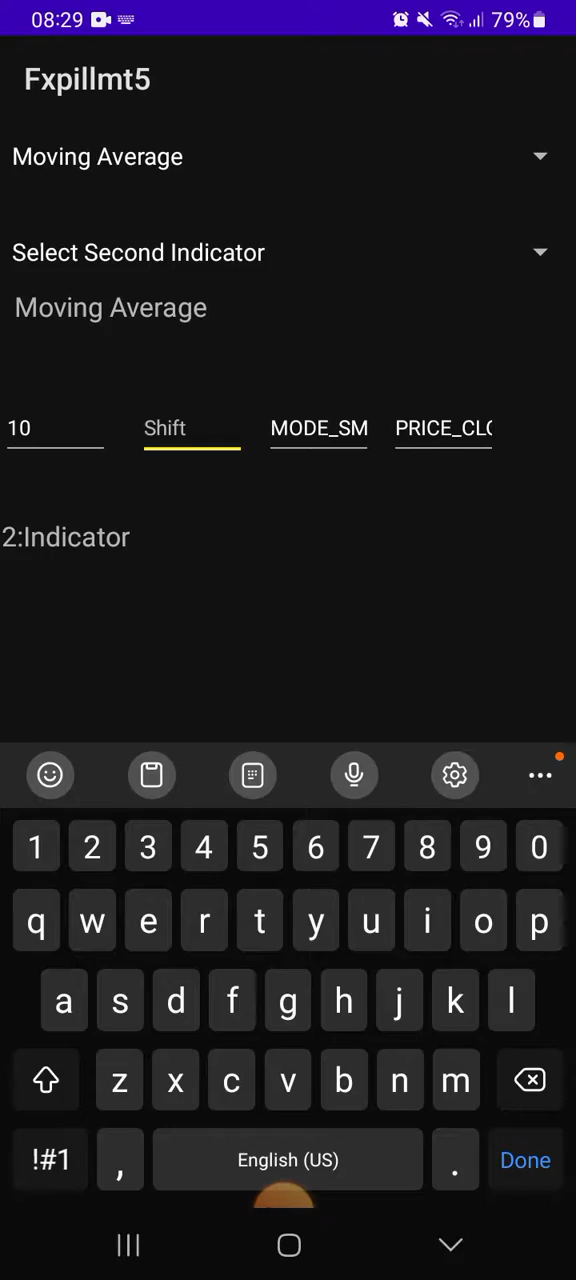 08:29 79%
Fxpillmt5
Moving Average
Select Second Indicator
Moving Average
10 Shift MODE_SM PRICE_CLO
2:Indicator
1 2 3 4 5 6 7 8 9 0
q w e r t y u i o p
a s d f g h j k l
z x c v b n m
!#1 , English (US) . Done